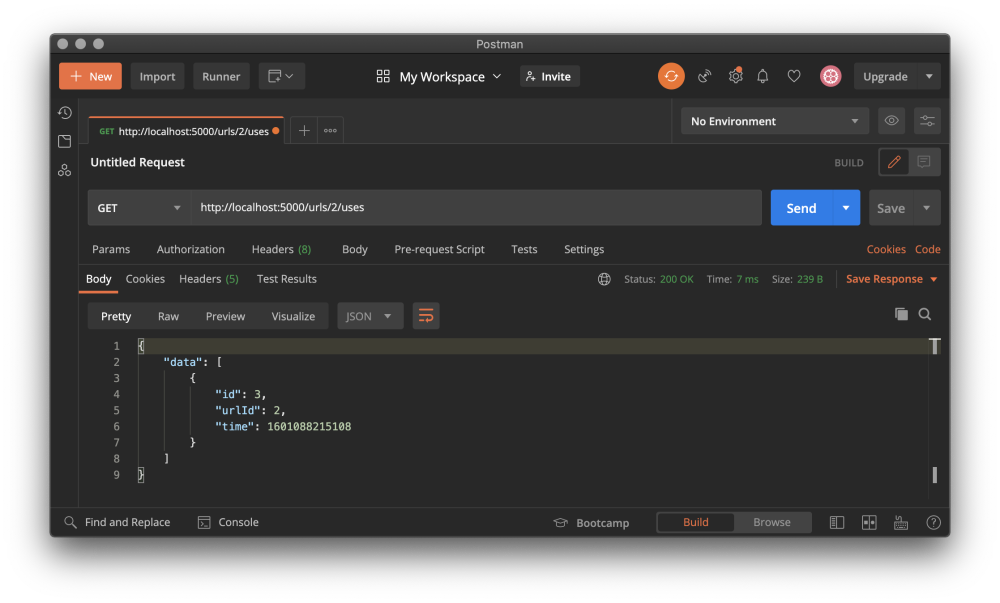 Postman
+ New Import Runner My Workspace Invite Upgrade
GET http://localhost:5000/urls/2/uses No Environment
Untitled Request BUILD
GET http://localhost:5000/urls/2/uses Send Save
Params Authorization Headers (8) Body Pre-request Script Tests Settings Cookies Code
Body Cookies Headers (5) Test Results Status: 200 OK Time: 7 ms Size: 239 B Save Response
Pretty Raw Preview Visualize JSON
1 {
2 "data": [
3 {
4 "id": 3,
5 "urlId": 2,
6 "time": 1601088215108
7 }
8 ]
9 }
Find and Replace Console Bootcamp Build Browse